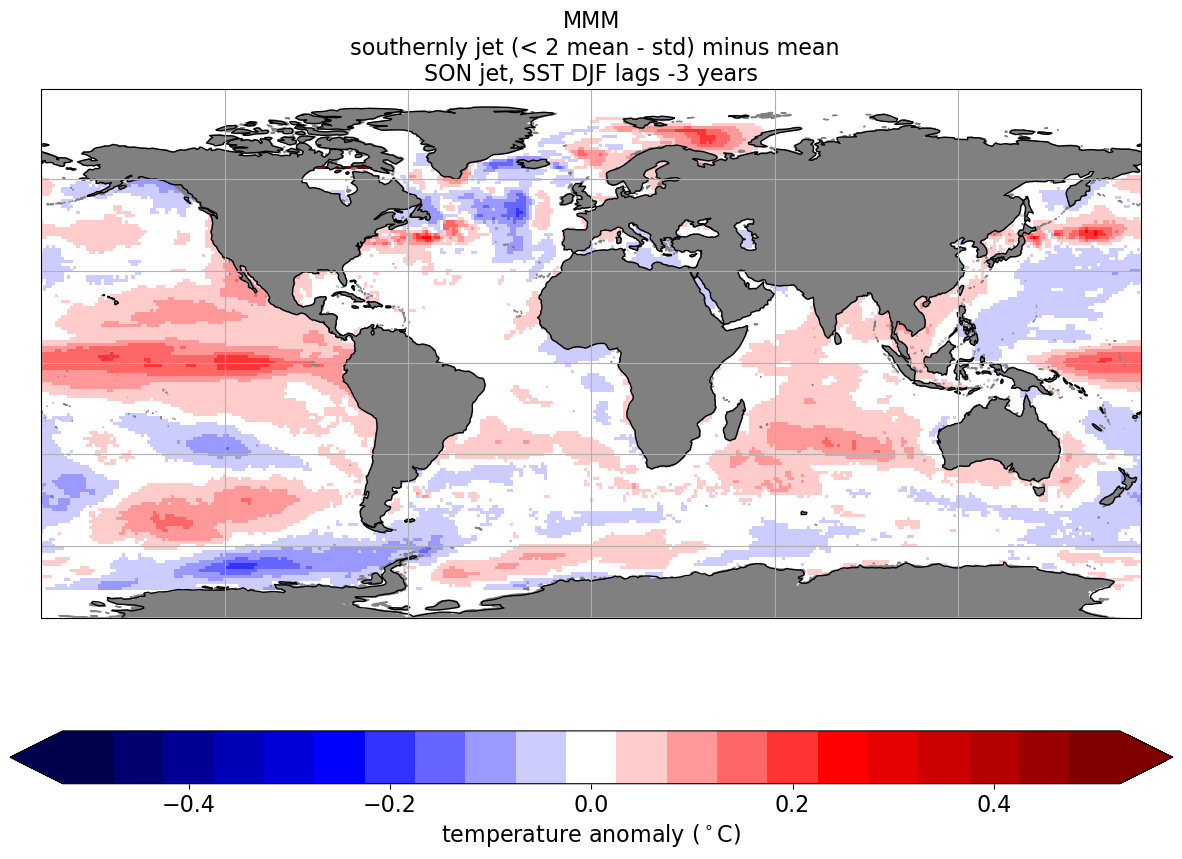 MMM
southernly jet (< 2 mean - std) minus mean
SON jet, SST DJF lags -3 years
−0.4 −0.2 0.0 0.2 0.4
temperature anomaly (°C)